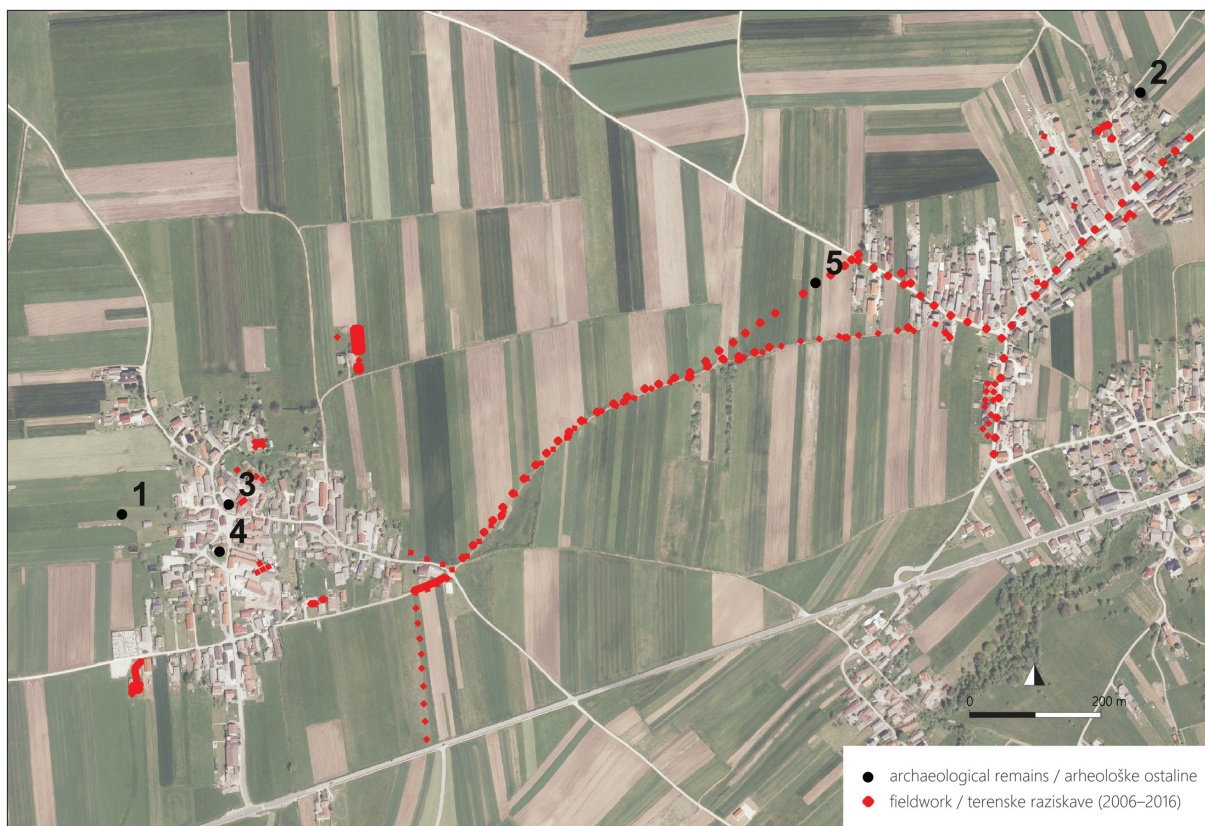 2
5
1
3
4
0 200 m
archaeological remains / arheološke ostaline
fieldwork / terenske raziskave (2006–2016)